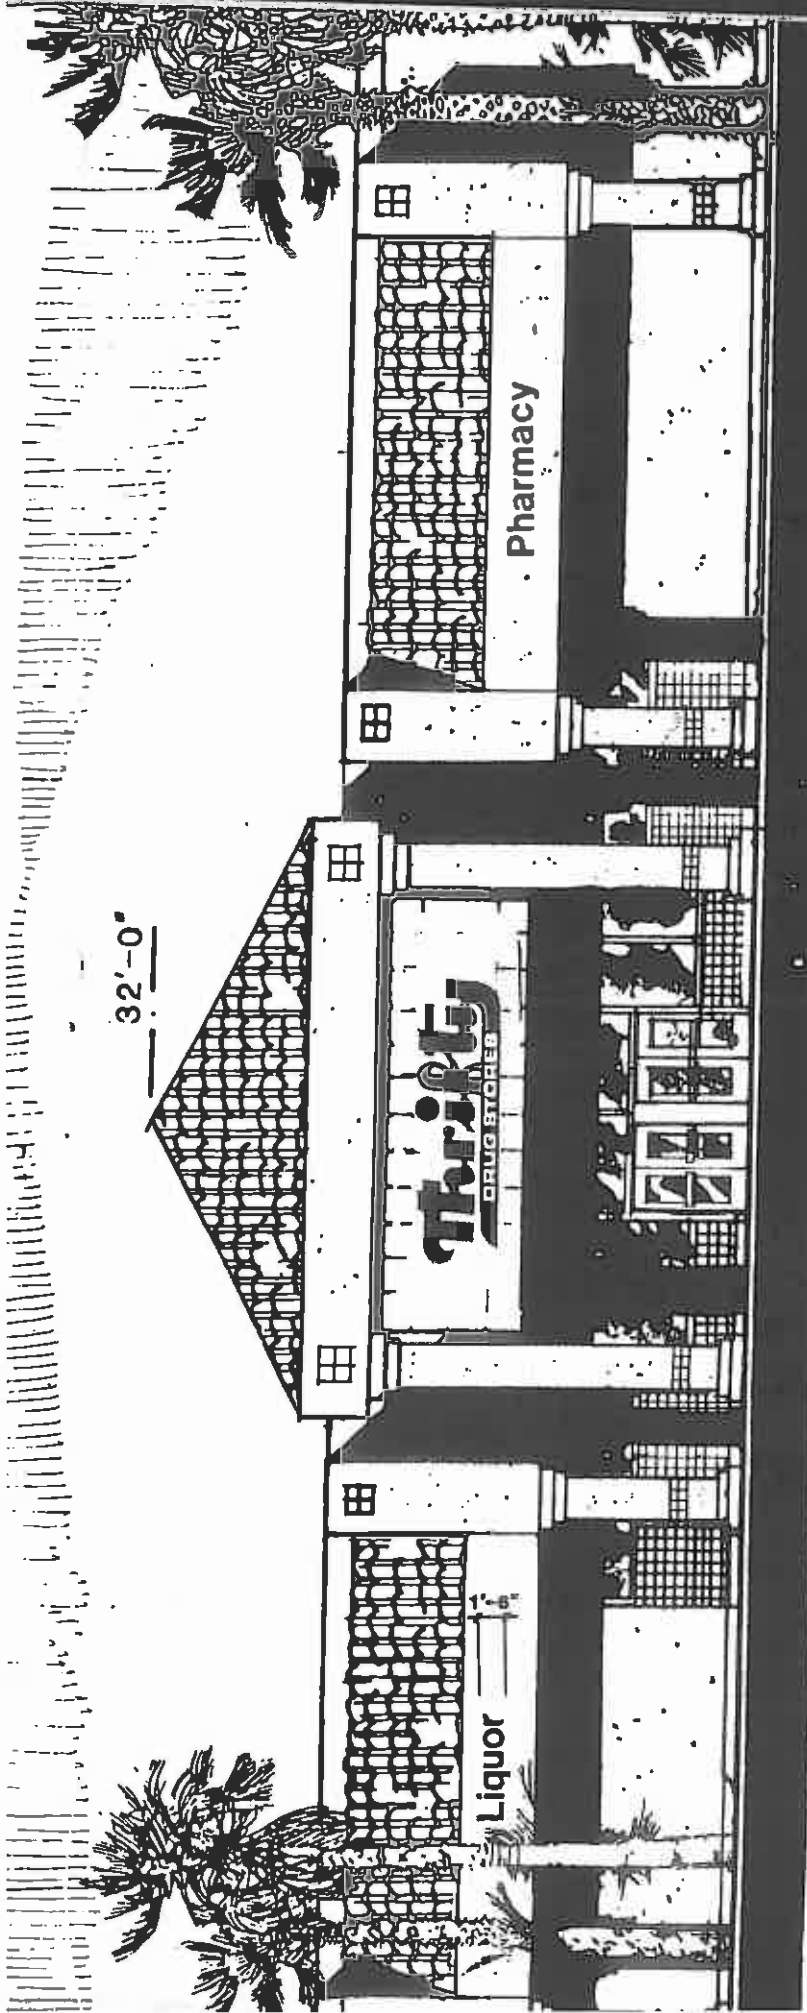 32'-0"
Thrifty
DRUG STORES
1'-6"
Liquor
Pharmacy